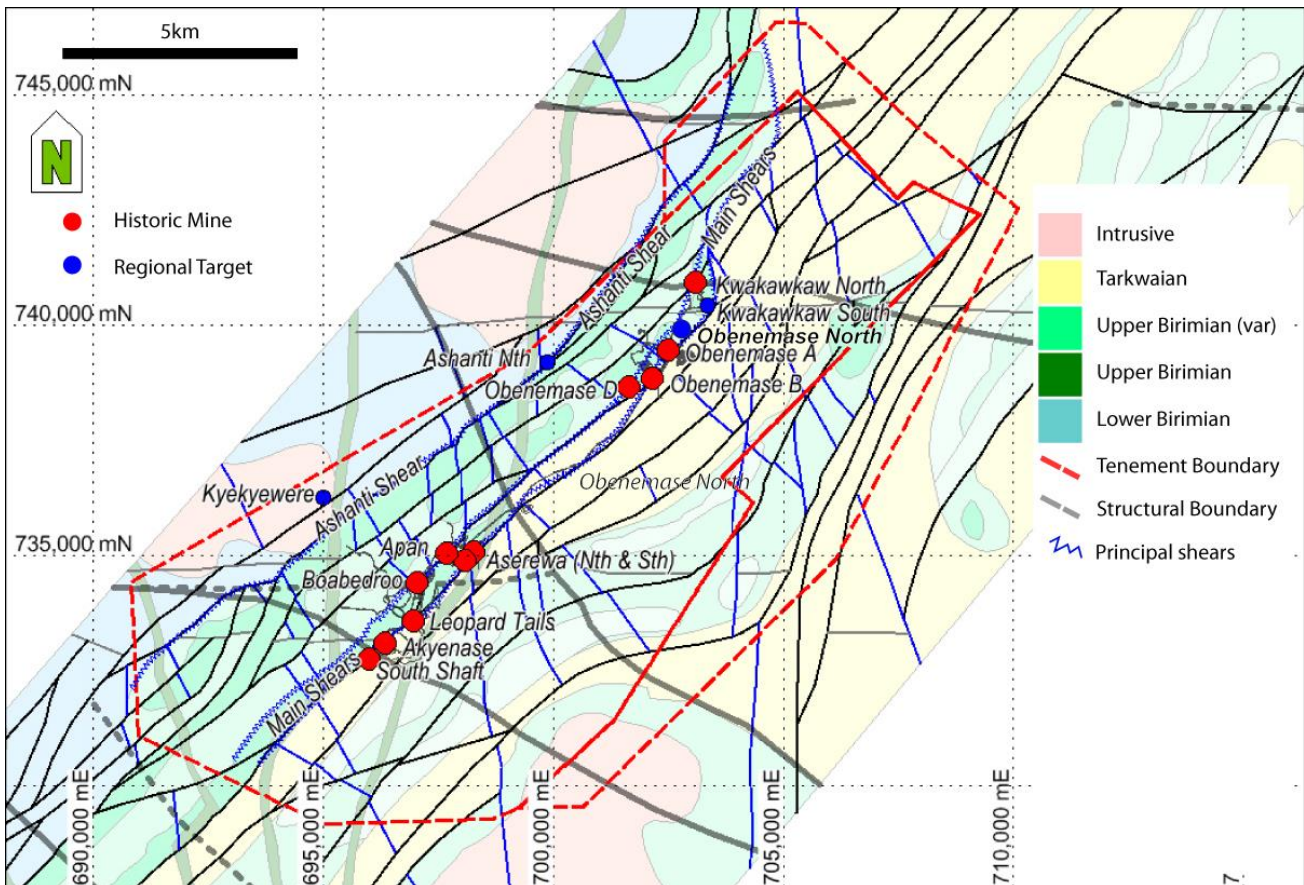 5km
745,000 mN
N
Historic Mine
Regional Target
Main Shears
Ashanti Shear
Kwakawkaw North
Kwakawkaw South
740,000 mN
Obenemase North
Obenemase A
Ashanti Nth
Obenemase D
Obenemase B
Intrusive
Tarkwaian
Upper Birimian (var)
Upper Birimian
Lower Birimian
Tenement Boundary
Structural Boundary
Principal shears
Ashanti Shear
Obenemase North
Kyekyewere
735,000 mN
Apan
Aserewa (Nth & Sth)
Boabedroo
Leopard Tails
Akyenase
South Shaft
Main Shears
690,000 mE
695,000 mE
700,000 mE
705,000 mE
710,000 mE
7